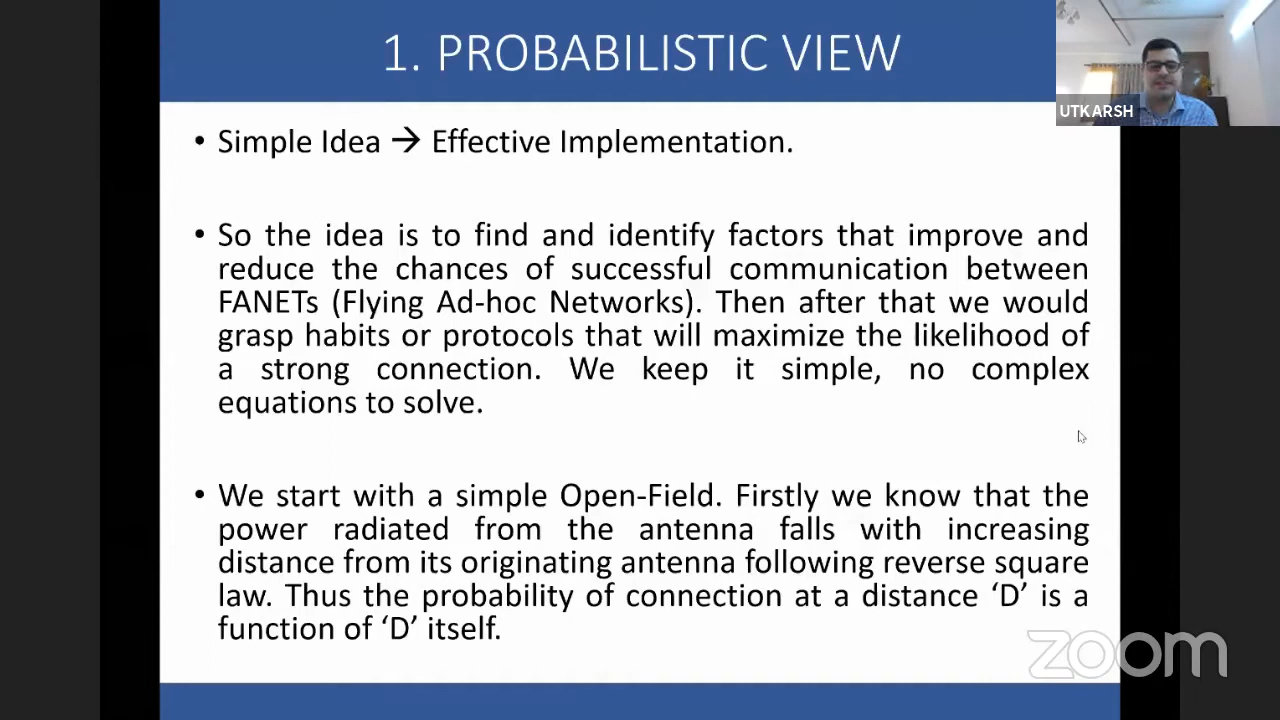 1. PROBABILISTIC VIEW
UTKARSH
• Simple Idea → Effective Implementation.
• So the idea is to find and identify factors that improve and
reduce the chances of successful communication between
FANETs (Flying Ad-hoc Networks). Then after that we would
grasp habits or protocols that will maximize the likelihood of
a strong connection. We keep it simple, no complex
equations to solve.
• We start with a simple Open-Field. Firstly we know that the
power radiated from the antenna falls with increasing
distance from its originating antenna following reverse square
law. Thus the probability of connection at a distance ‘D’ is a
function of ‘D’ itself.
zoom